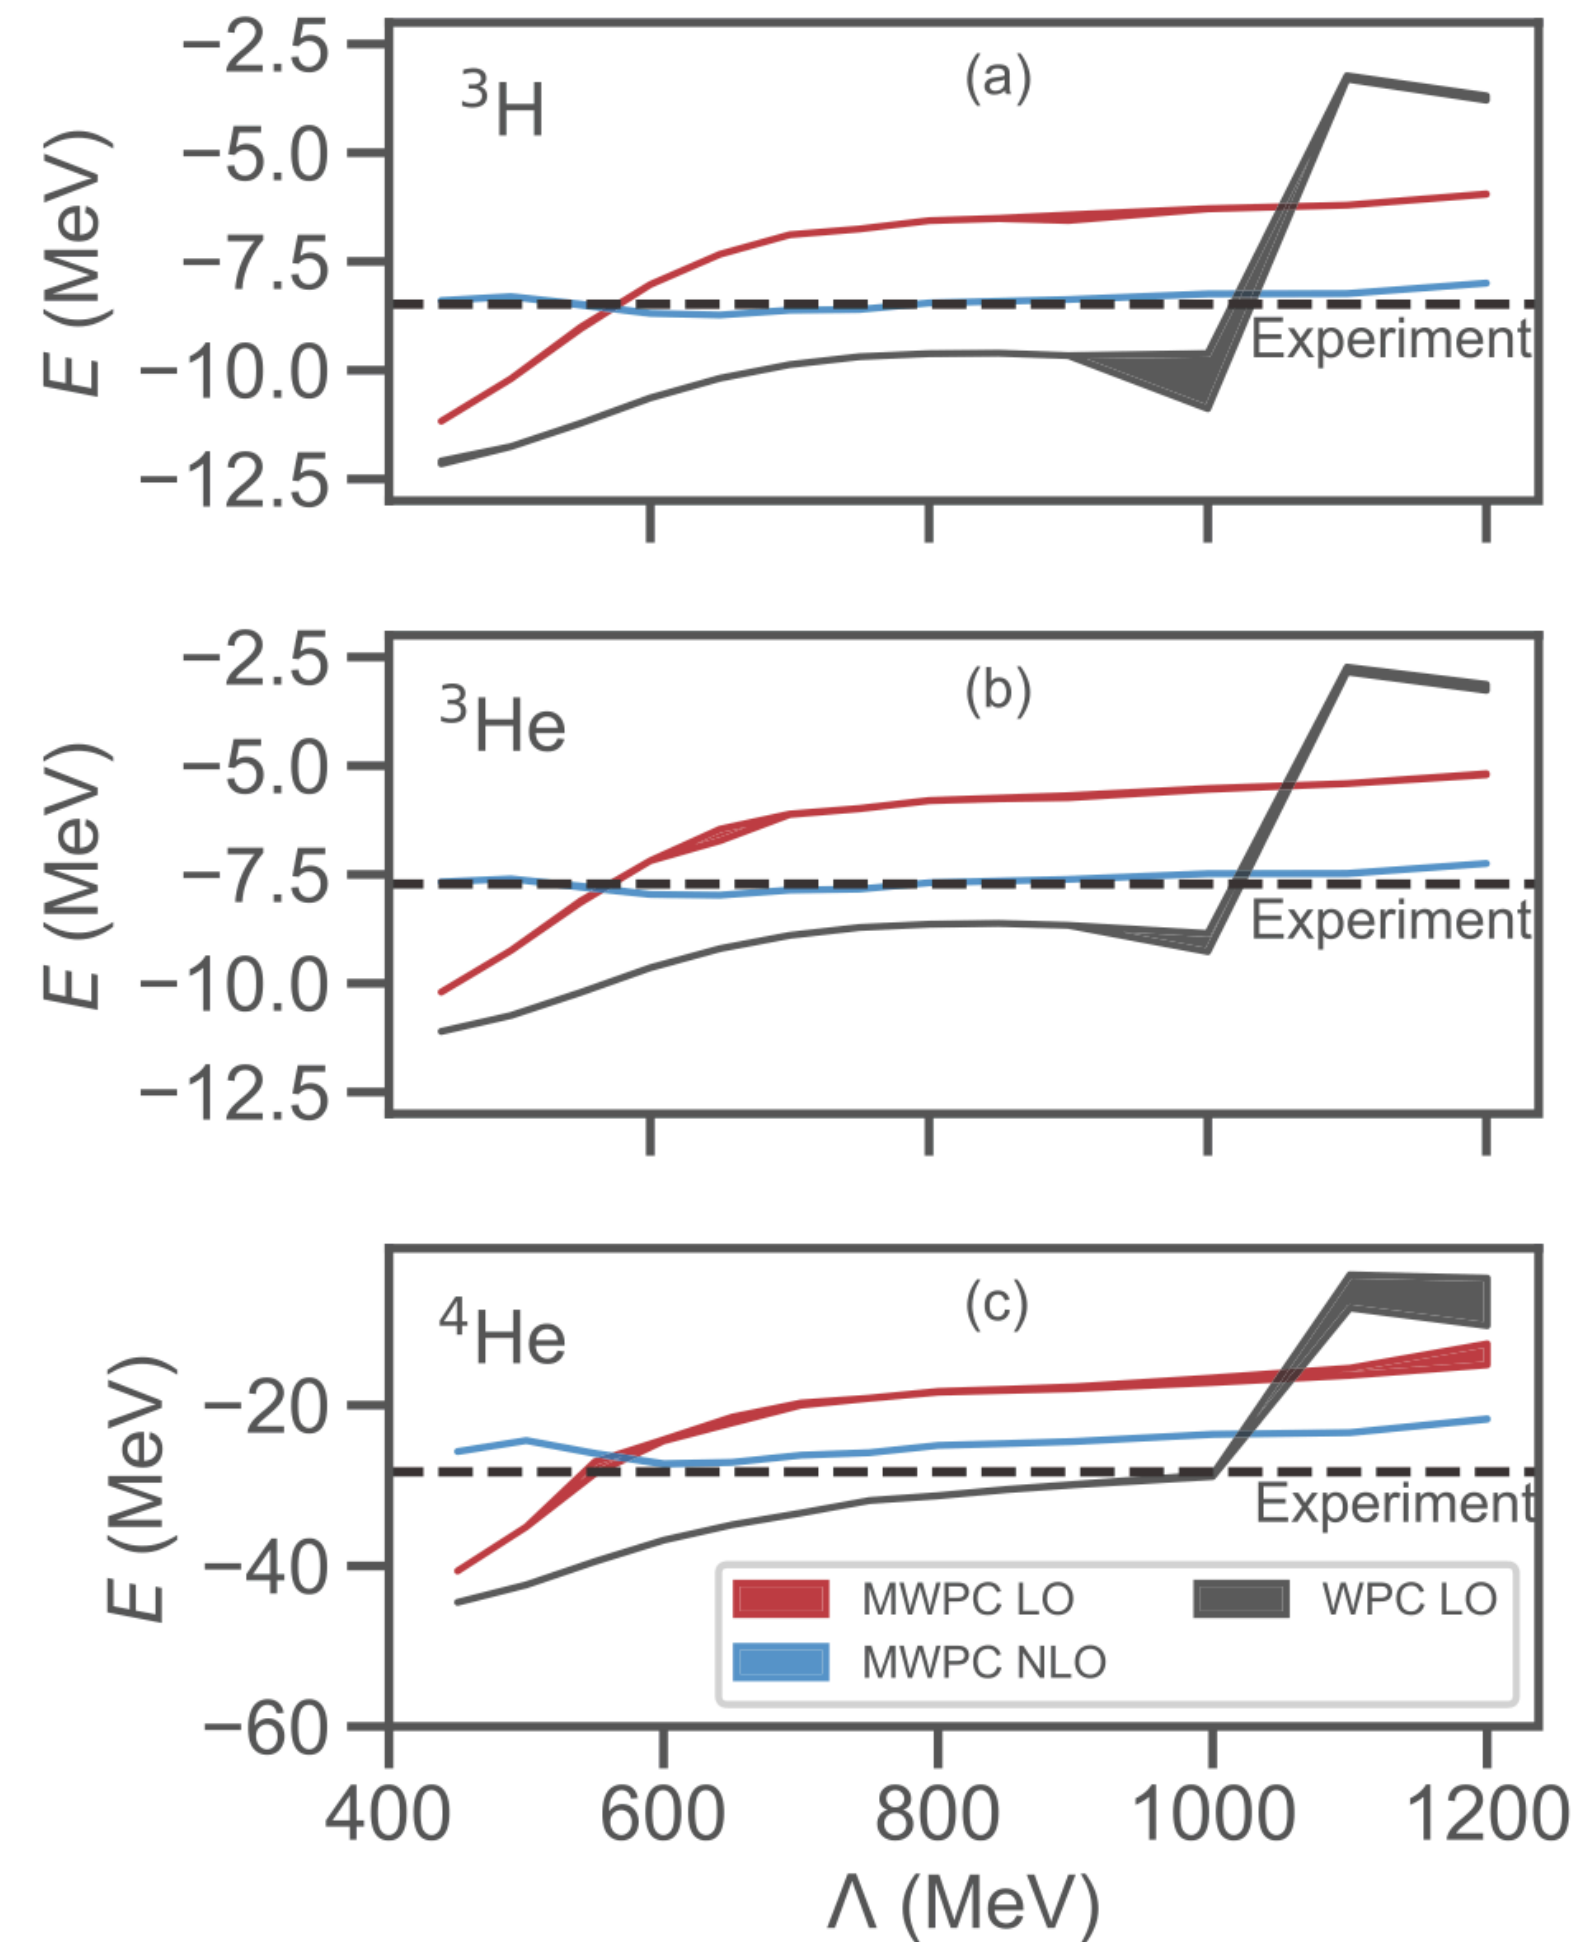 −2.5
−5.0
−7.5
−10.0
−12.5
E (MeV)
³H
(a)
Experiment
−2.5
−5.0
−7.5
−10.0
−12.5
E (MeV)
³He
(b)
Experiment
−20
−40
−60
E (MeV)
⁴He
(c)
Experiment
MWPC LO
WPC LO
MWPC NLO
400 600 800 1000 1200
Λ (MeV)